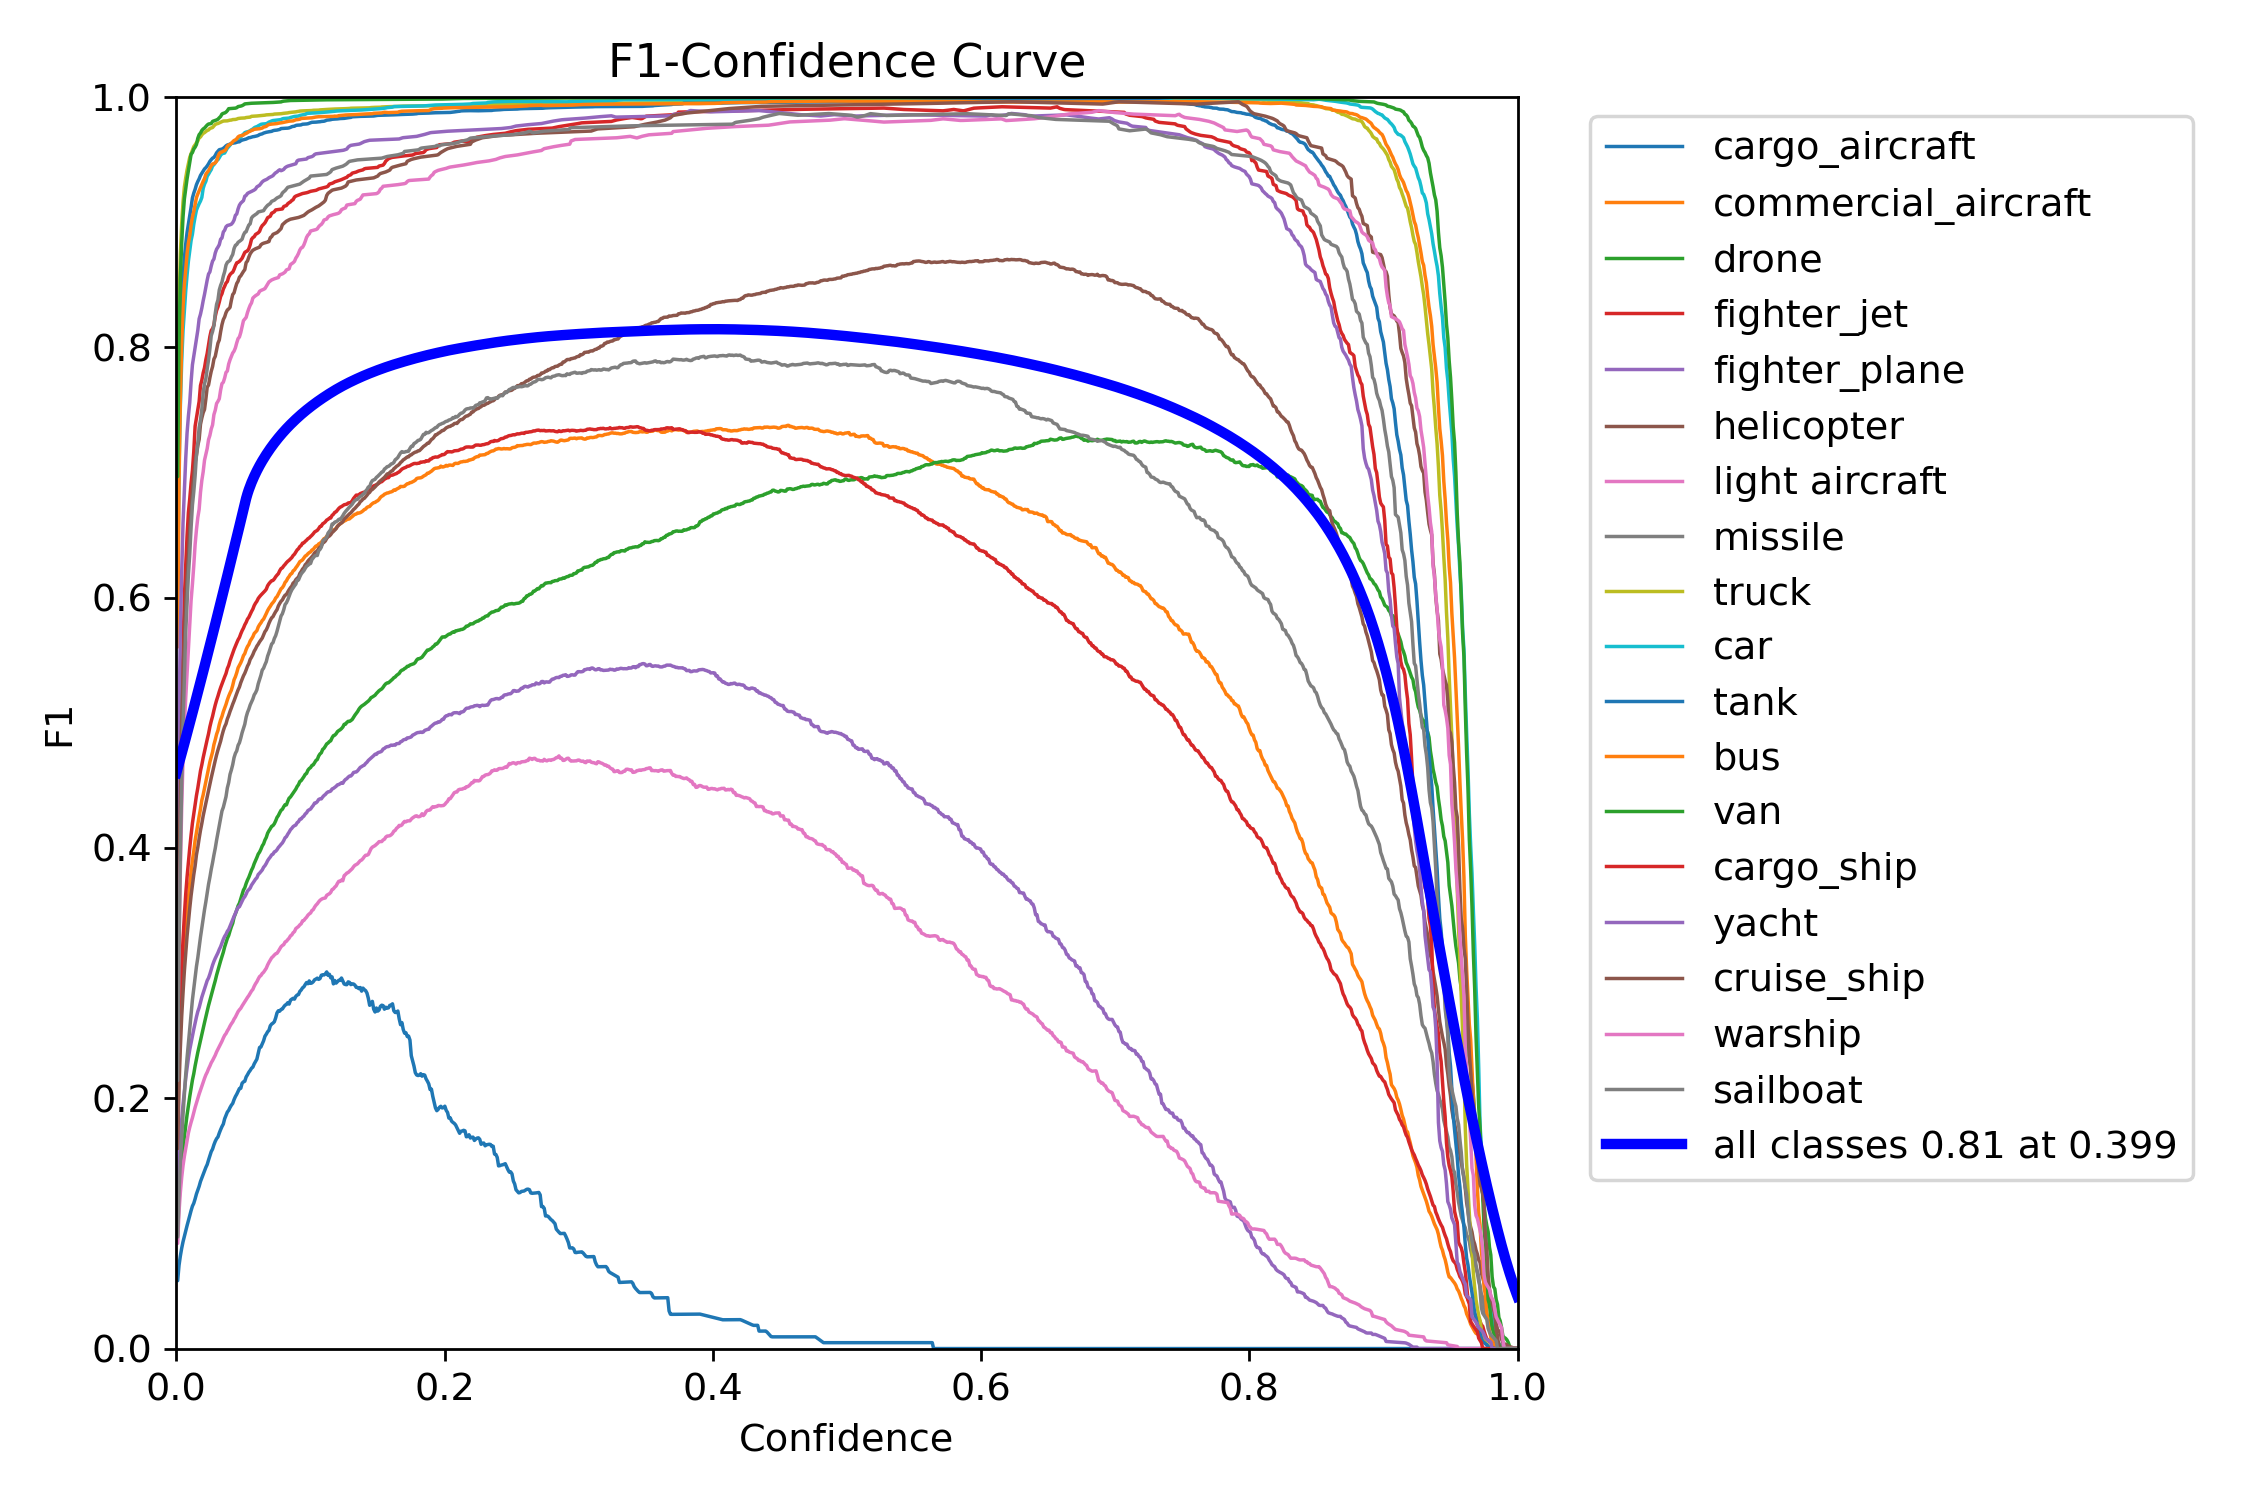 F1-Confidence Curve
1.0
0.8
0.6
0.4
0.2
0.0
F1
0.0 0.2 0.4 0.6 0.8 1.0
Confidence
cargo_aircraft
commercial_aircraft
drone
fighter_jet
fighter_plane
helicopter
light aircraft
missile
truck
car
tank
bus
van
cargo_ship
yacht
cruise_ship
warship
sailboat
all classes 0.81 at 0.399